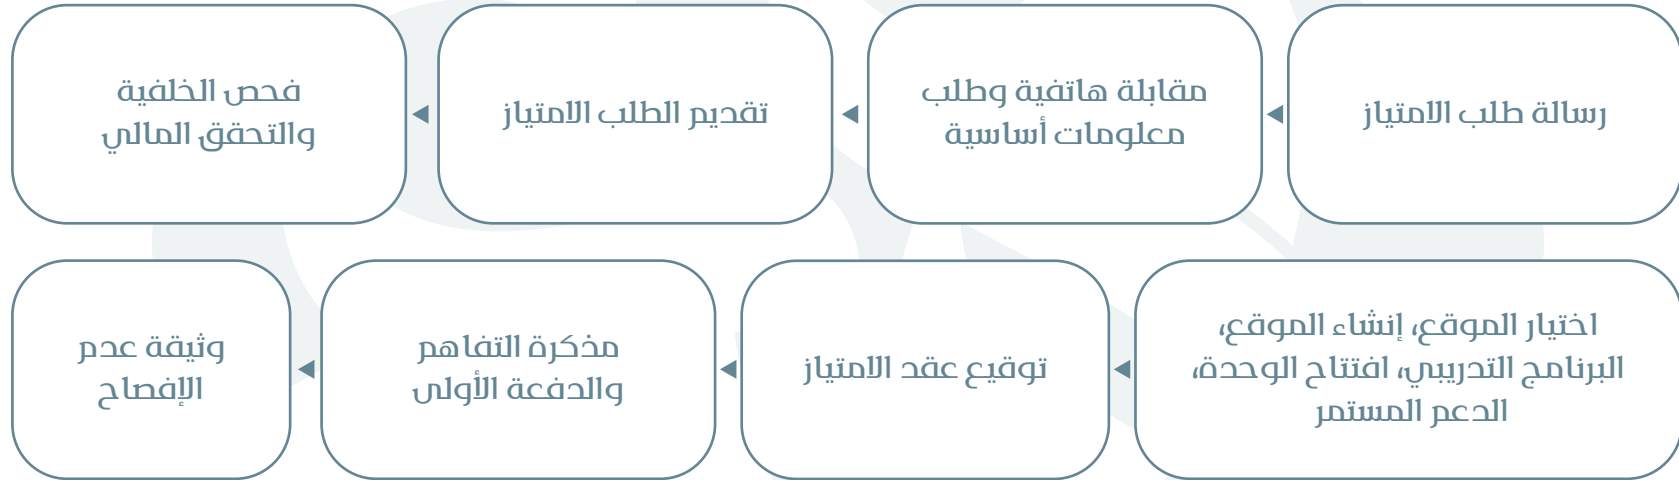 رسالة طلب الامتياز
مقابلة هاتفية وطلب
معلومات أساسية
تقديم الطلب الامتياز
فحص الخلفية
والتحقق المالي
اختيار الموقع، إنشاء الموقع،
البرنامج التدريبي، افتتاح الوحدة،
الدعم المستمر
توقيع عقد الامتياز
مذكرة التفاهم
والدفعة الأولى
وثيقة عدم
الإفصاح